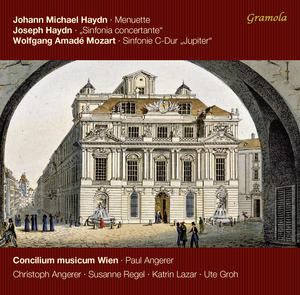 Johann Michael Haydn · Menuette
Gramola
Joseph Haydn · „Sinfonia concertante“
Wolfgang Amadé Mozart · Sinfonie C-Dur „Jupiter“
Concilium musicum Wien · Paul Angerer
Christoph Angerer · Susanne Regel · Katrin Lazar · Ute Groh